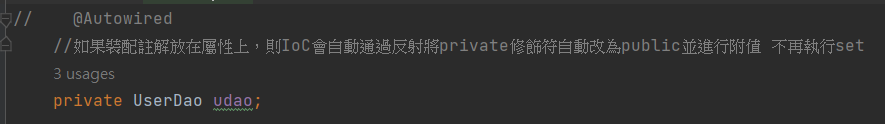 //    @Autowired
//如果裝配註解放在屬性上，則IoC會自動通過反射將private修飾符自動改為public並進行附值 不再執行set
3 usages
private UserDao udao;